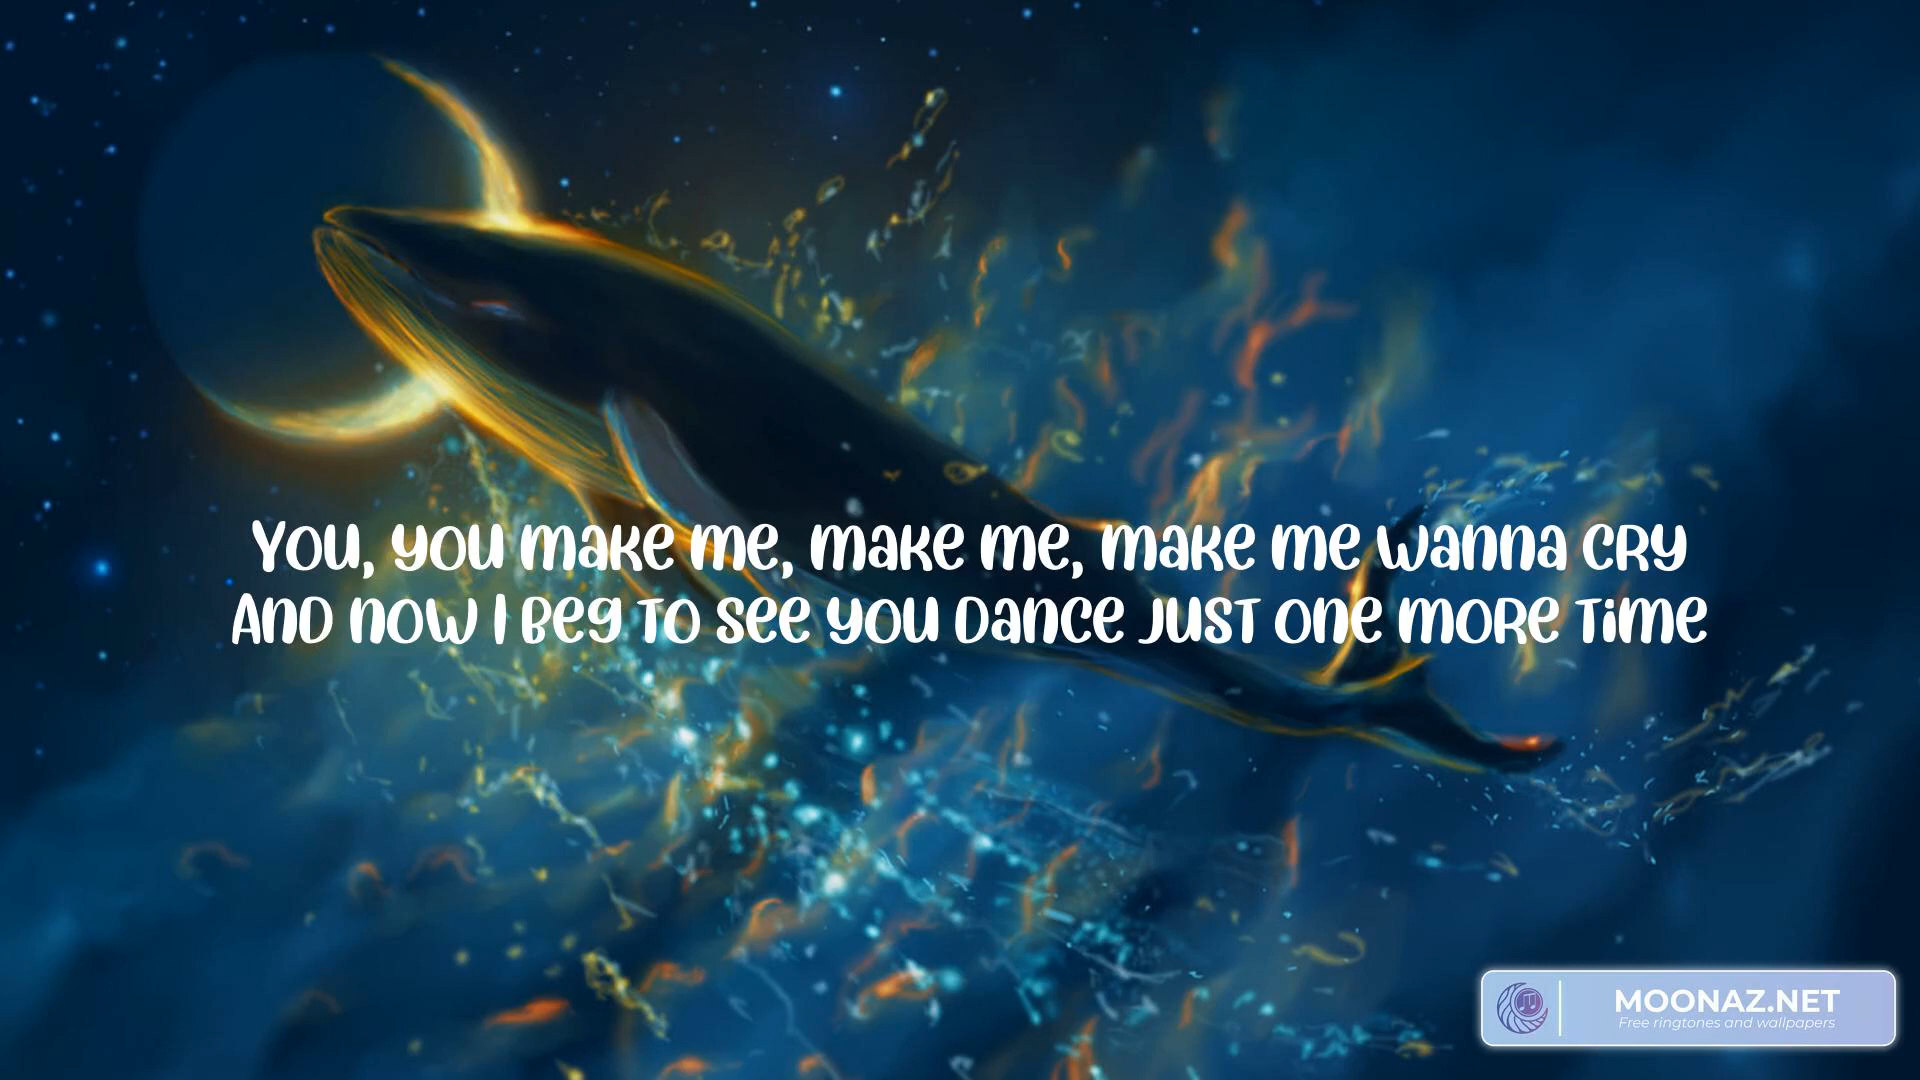 You, you make me, make me, make me wanna cry
And now I beg to see you dance just one more time
MOONAZ.NET
Free ringtones and wallpapers